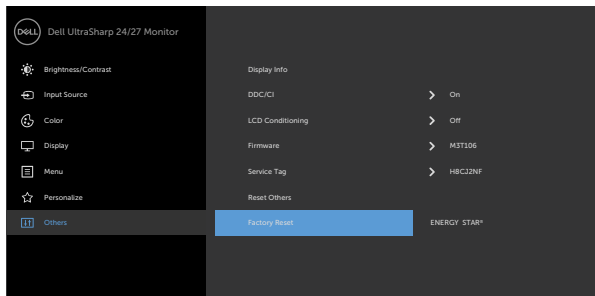 DELL Dell UltraSharp 24/27 Monitor
Brightness/Contrast
Display Info
Input Source
DDC/CI On
Color
LCD Conditioning Off
Display
Firmware M3T106
Menu
Service Tag H8CJ2NF
Personalize
Reset Others
Others
Factory Reset ENERGY STAR®